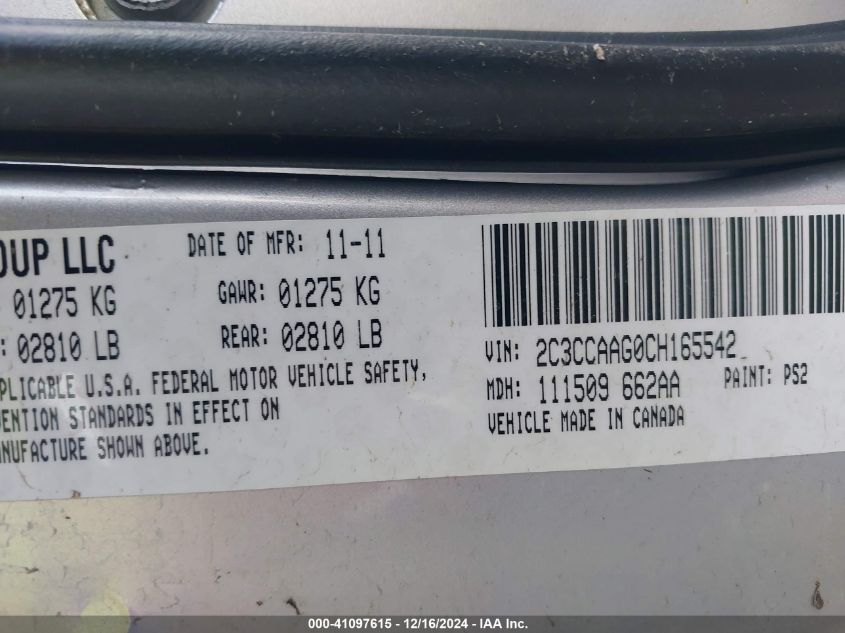 OUP LLC DATE OF MFR: 11-11
01275 KG GAWR: 01275 KG
: 02810 LB REAR: 02810 LB
PLICABLE U.S.A. FEDERAL MOTOR VEHICLE SAFETY,
VENTION STANDARDS IN EFFECT ON
ANUFACTURE SHOWN ABOVE.
VIN: 2C3CCAAG0CH165542
MDH: 111509 662AA PAINT: PS2
VEHICLE MADE IN CANADA
000-41097615 - 12/16/2024 - IAA Inc.